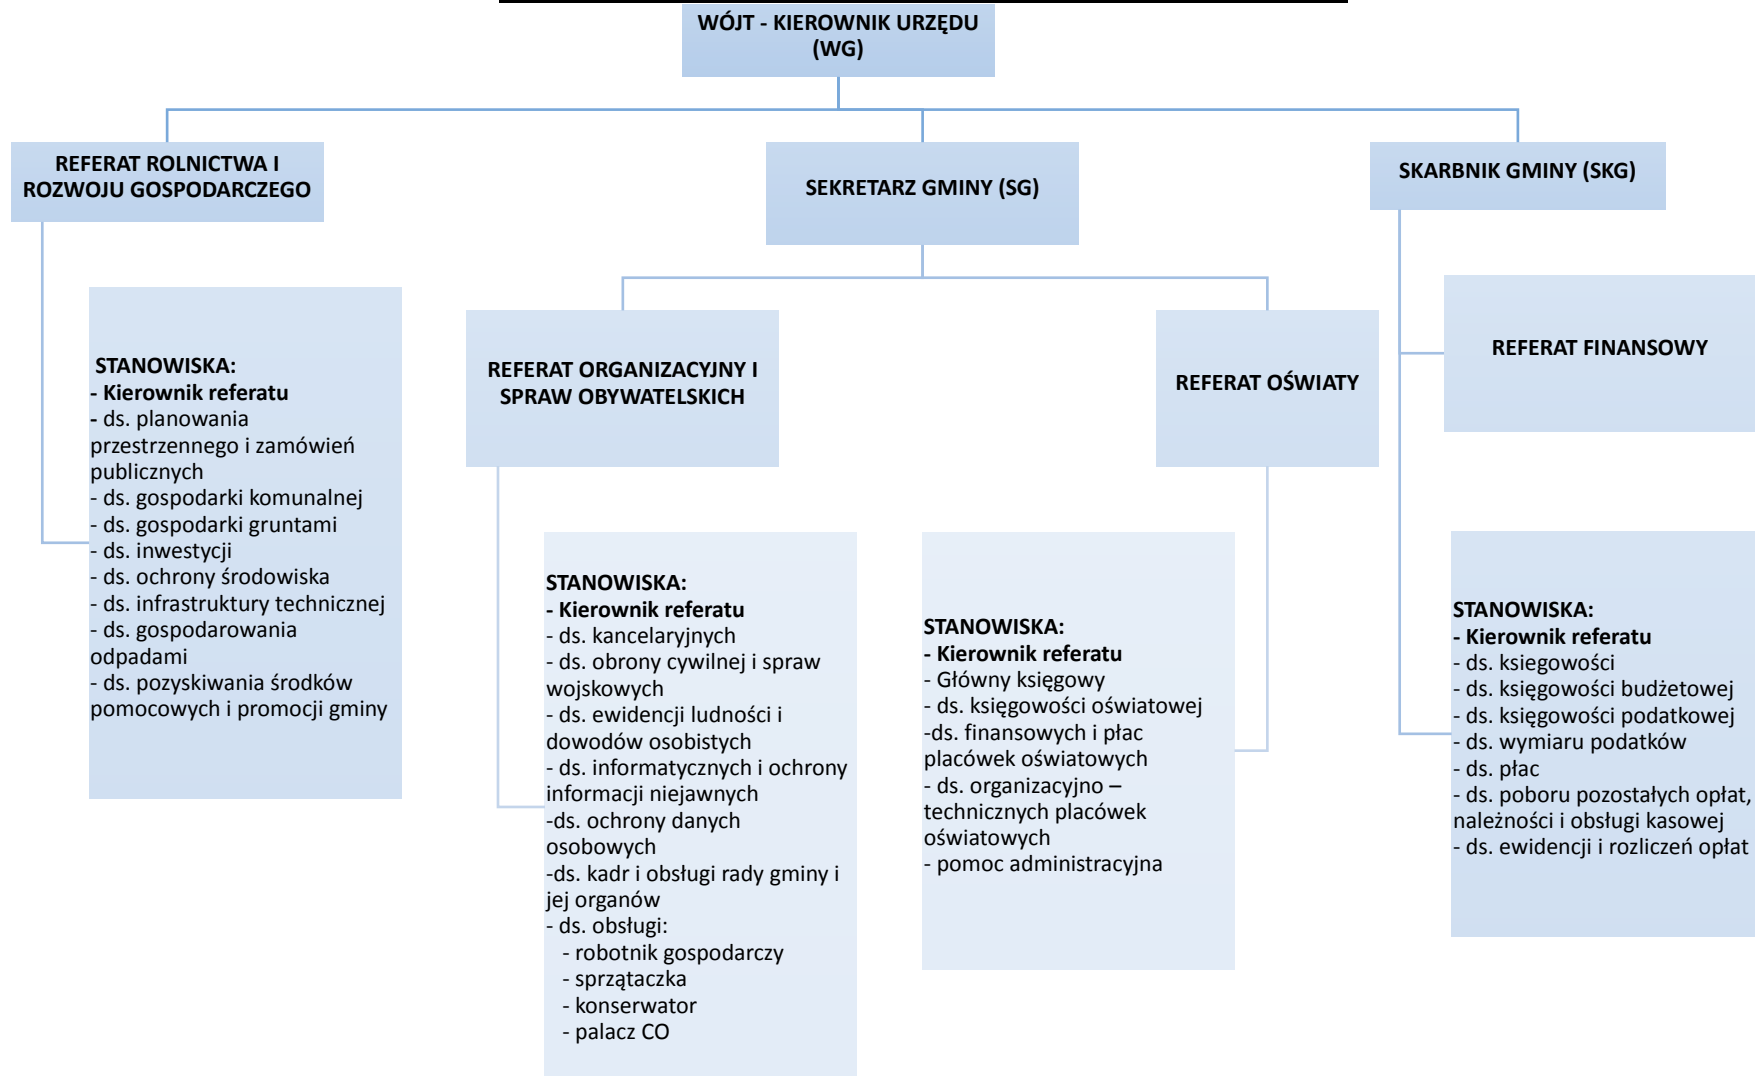 WÓJT - KIEROWNIK URZĘDU
(WG)
REFERAT ROLNICTWA I
ROZWOJU GOSPODARCZEGO
SEKRETARZ GMINY (SG)
SKARBNIK GMINY (SKG)
STANOWISKA:
- Kierownik referatu
- ds. planowania
przestrzennego i zamówień
publicznych
- ds. gospodarki komunalnej
- ds. gospodarki gruntami
- ds. inwestycji
- ds. ochrony środowiska
- ds. infrastruktury technicznej
- ds. gospodarowania
odpadami
- ds. pozyskiwania środków
pomocowych i promocji gminy
REFERAT ORGANIZACYJNY I
SPRAW OBYWATELSKICH
REFERAT OŚWIATY
REFERAT FINANSOWY
STANOWISKA:
- Kierownik referatu
- ds. kancelaryjnych
- ds. obrony cywilnej i spraw
wojskowych
- ds. ewidencji ludności i
dowodów osobistych
- ds. informatycznych i ochrony
informacji niejawnych
-ds. ochrony danych
osobowych
-ds. kadr i obsługi rady gminy i
jej organów
- ds. obsługi:
- robotnik gospodarczy
- sprzątaczka
- konserwator
- palacz CO
STANOWISKA:
- Kierownik referatu
- Główny księgowy
- ds. księgowości oświatowej
-ds. finansowych i płac
placówek oświatowych
- ds. organizacyjno –
technicznych placówek
oświatowych
- pomoc administracyjna
STANOWISKA:
- Kierownik referatu
- ds. ksiegowości
- ds. księgowości budżetowej
- ds. księgowości podatkowej
- ds. wymiaru podatków
- ds. płac
- ds. poboru pozostałych opłat,
należności i obsługi kasowej
- ds. ewidencji i rozliczeń opłat